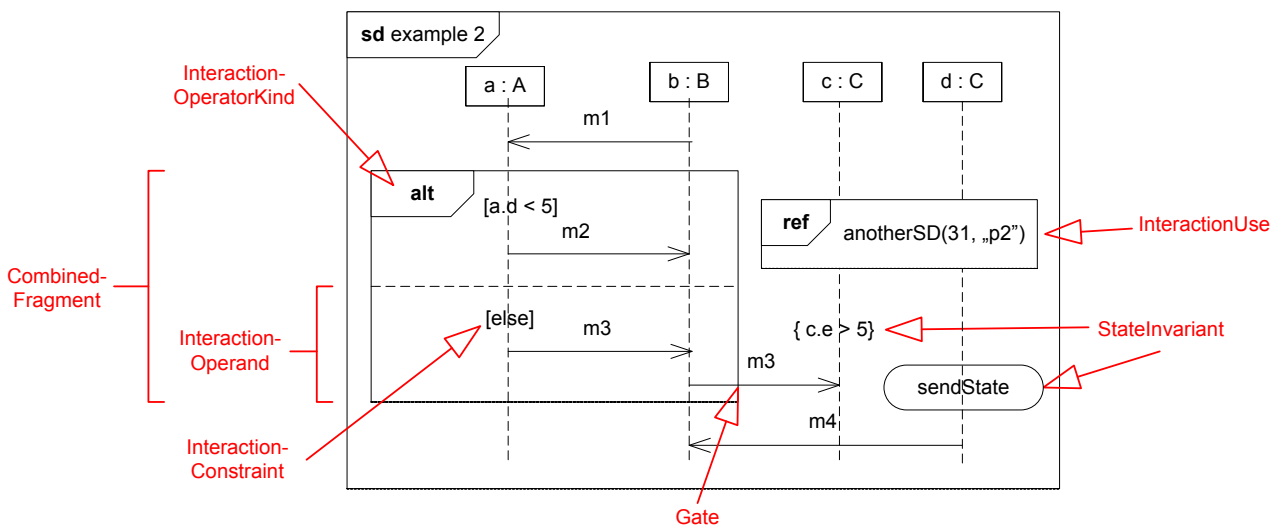 sd example 2
Interaction-
OperatorKind
a : A
b : B
c : C
d : C
m1
alt
[a.d < 5]
ref
anotherSD(31, „p2”)
InteractionUse
m2
Combined-
Fragment
[else]
m3
{ c.e > 5}
StateInvariant
Interaction-
Operand
m3
sendState
m4
Interaction-
Constraint
Gate